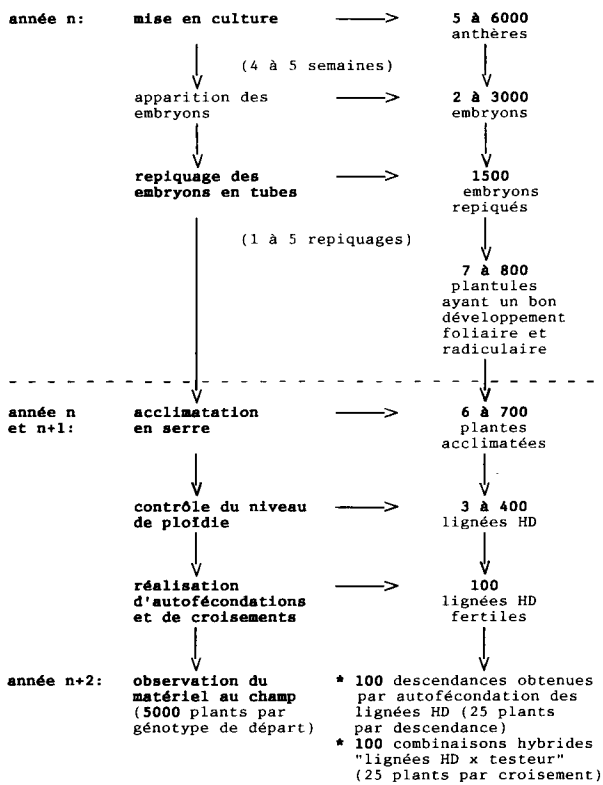 année n: mise en culture 5 à 6000
anthères
(4 à 5 semaines)
apparition des 2 à 3000
embryons embryons
repiquage des 1500
embryons en tubes embryons
repiqués
(1 à 5 repiquages)
7 à 800
plantules
ayant un bon
développement
foliaire et
radiculaire
année n acclimatation 6 à 700
et n+1: en serre plantes
acclimatées
contrôle du niveau 3 à 400
de ploïdie lignées HD
réalisation 100
d'autofécondations lignées HD
et de croisements fertiles
année n+2: observation du * 100 descendances obtenues
matériel au champ par autofécondation des
(5000 plants par lignées HD (25 plants
génotype de départ) par descendance)
* 100 combinaisons hybrides
"lignées HD x testeur"
(25 plants par croisement)